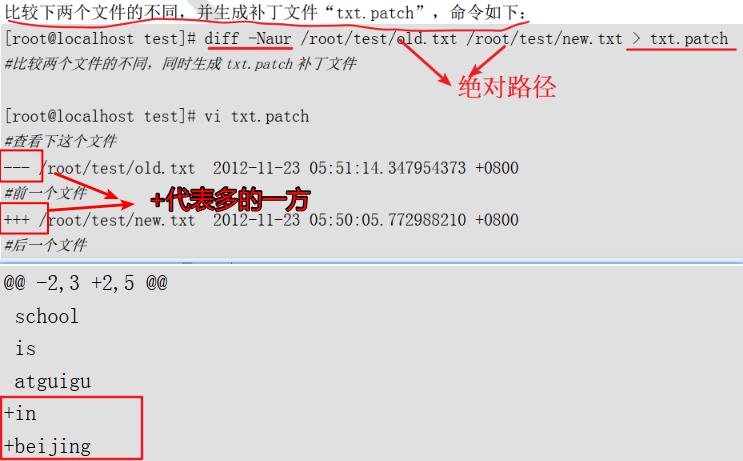 比较下两个文件的不同，并生成补丁文件“txt.patch”，命令如下：
[root@localhost test]# diff -Naur /root/test/old.txt /root/test/new.txt > txt.patch
#比较两个文件的不同，同时生成 txt.patch 补丁文件
绝对路径
[root@localhost test]# vi txt.patch
#查看下这个文件
--- /root/test/old.txt 2012-11-23 05:51:14.347954373 +0800
#前一个文件
+代表多的一方
+++ /root/test/new.txt 2012-11-23 05:50:05.772988210 +0800
#后一个文件
@@ -2,3 +2,5 @@
school
is
atguigu
+in
+beijing